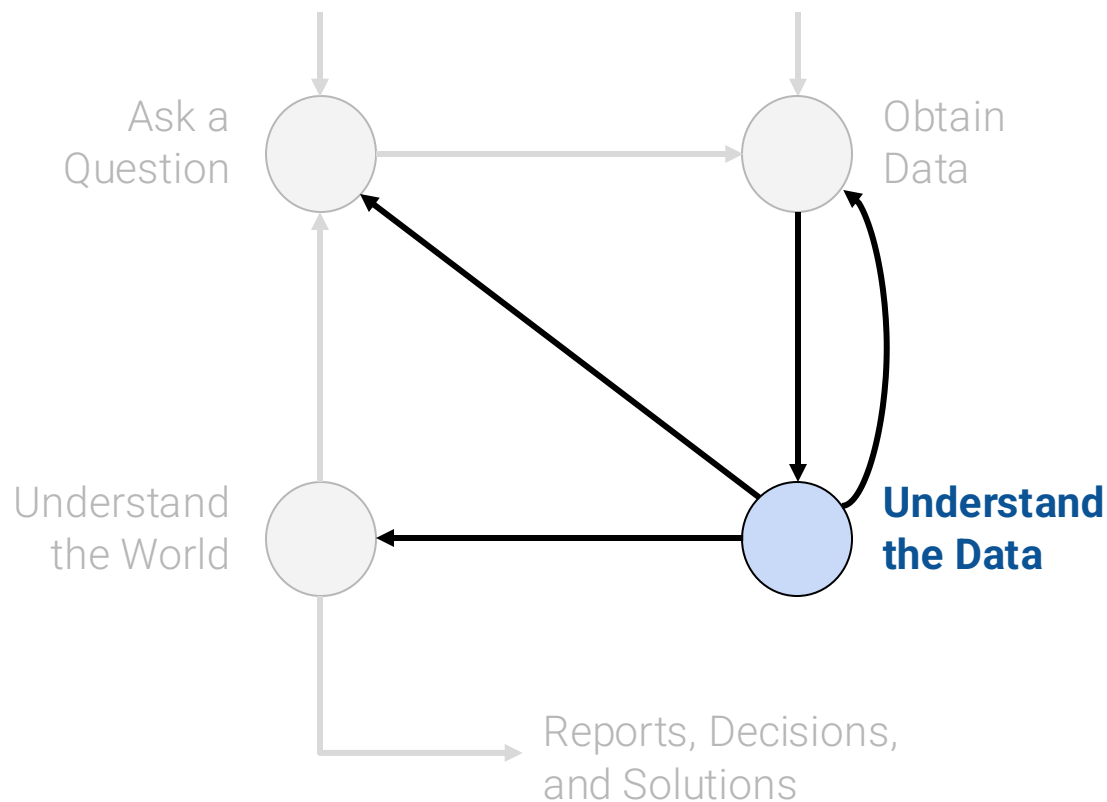 Ask a
Question
Obtain
Data
Understand
the World
Understand
the Data
Reports, Decisions,
and Solutions